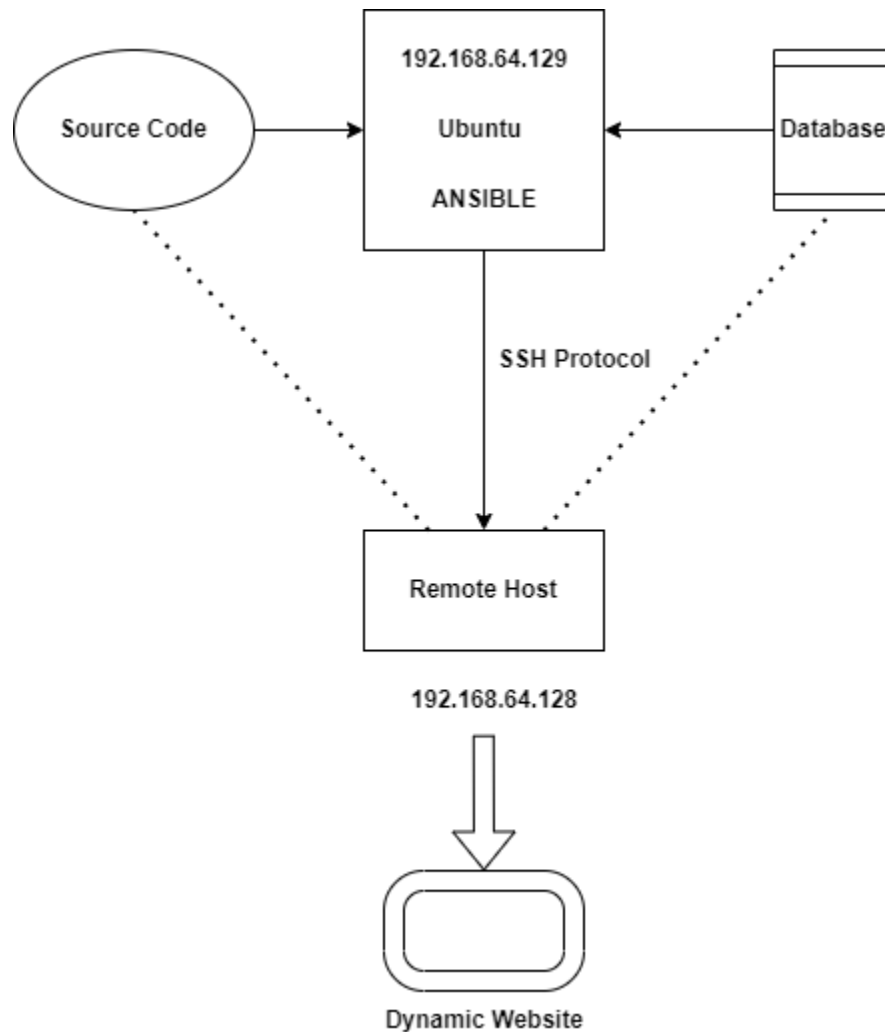 Source Code
192.168.64.129
Ubuntu
ANSIBLE
Database
SSH Protocol
Remote Host
192.168.64.128
Dynamic Website